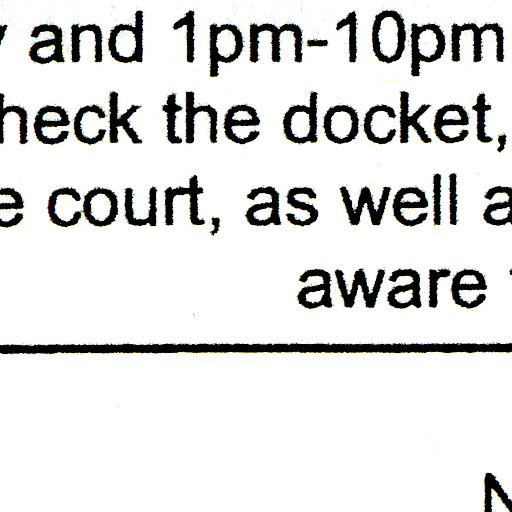 y and 1pm-10pm
heck the docket,
e court, as well a
aware
N